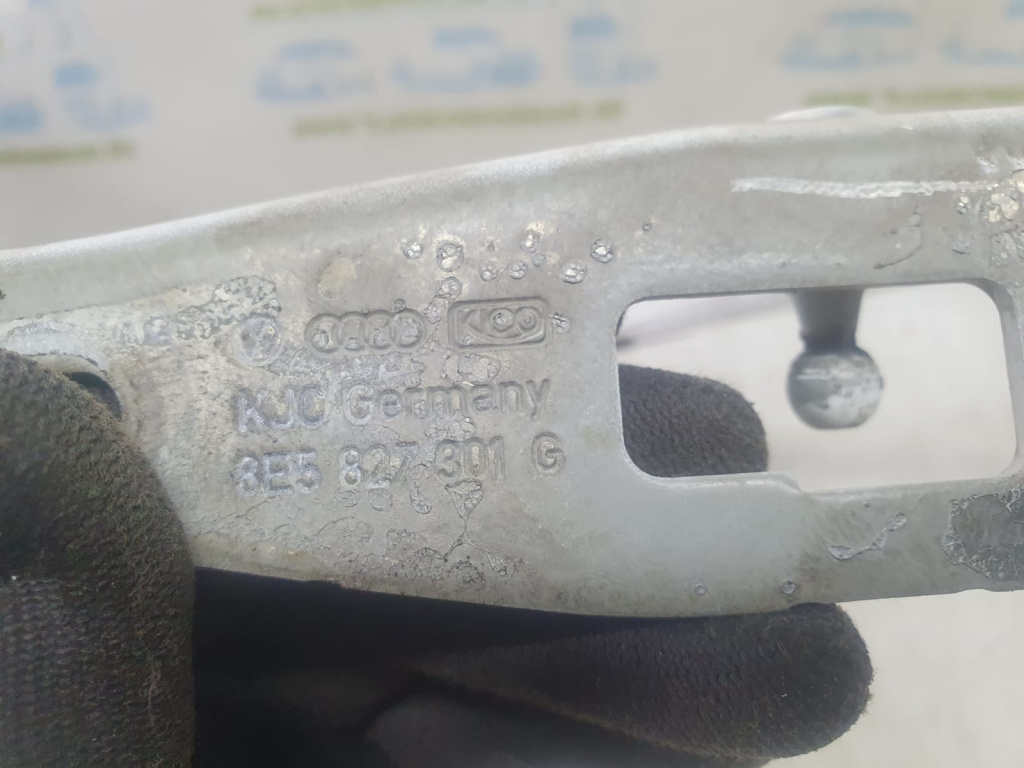 KICO
KJC Germany
8E5 827 301 G